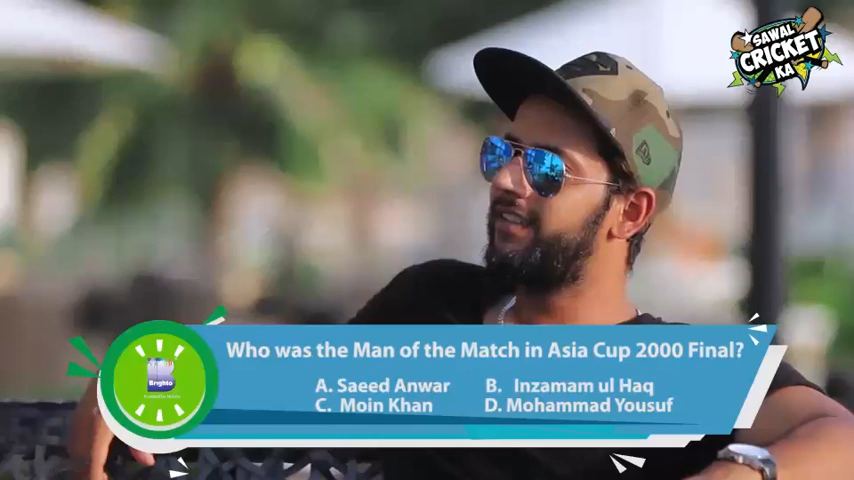 SAWAL
CRICKET
KA
Who was the Man of the Match in Asia Cup 2000 Final?
A. Saeed Anwar B. Inzamam ul Haq
C. Moin Khan D. Mohammad Yousuf
Brighto